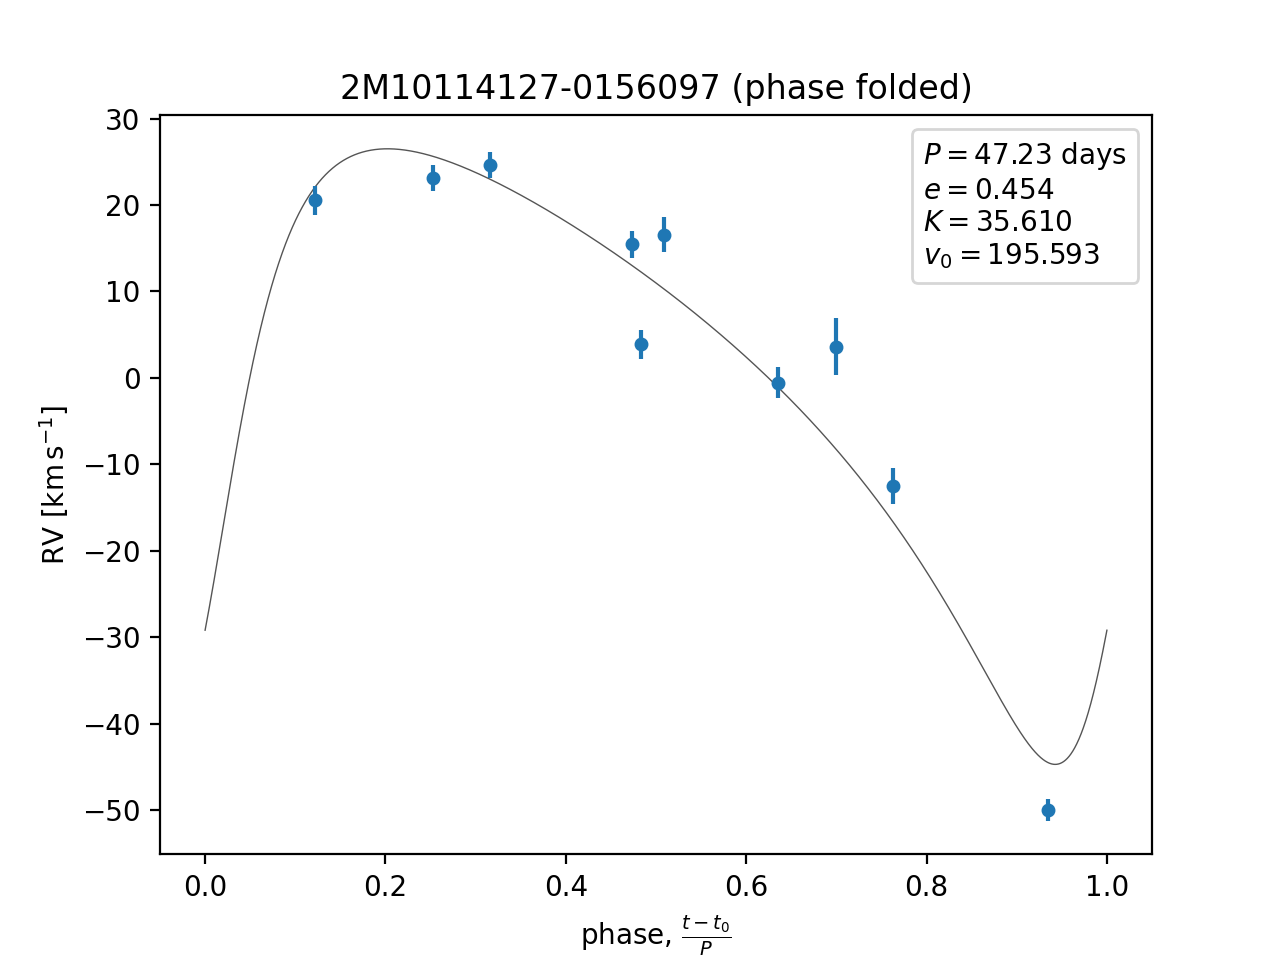 2M10114127-0156097 (phase folded)
P = 47.23 days
e = 0.454
K = 35.610
v₀ = 195.593
RV [km s⁻¹]
30
20
10
0
−10
−20
−30
−40
−50
0.0 0.2 0.4 0.6 0.8 1.0
phase, (t − t₀)/P